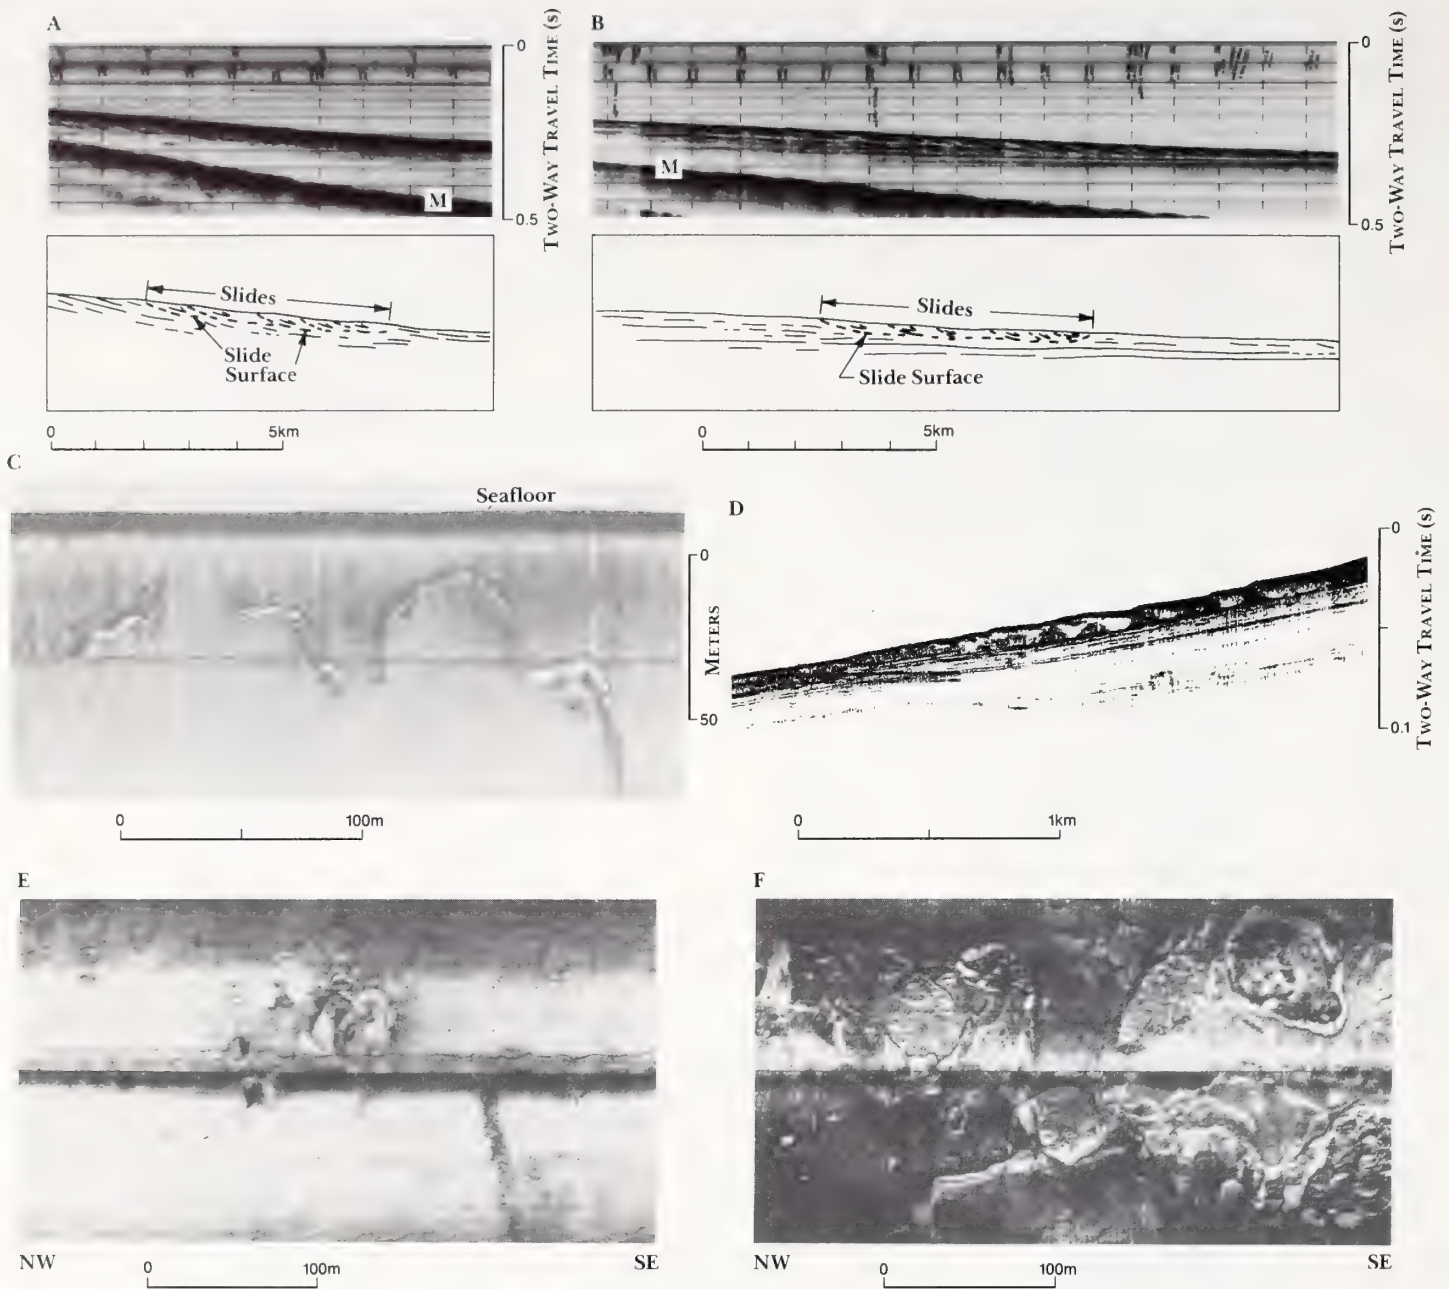 A
0
0.5
TWO-WAY TRAVEL TIME (s)
M
Slides
Slide
Surface
0
5km
B
0
0.5
TWO-WAY TRAVEL TIME (s)
M
Slides
Slide Surface
0
5km
C
Seafloor
0
50
METERS
0
100m
D
0
0.1
TWO-WAY TRAVEL TIME (s)
0
1km
E
NW
SE
0
100m
F
NW
SE
0
100m